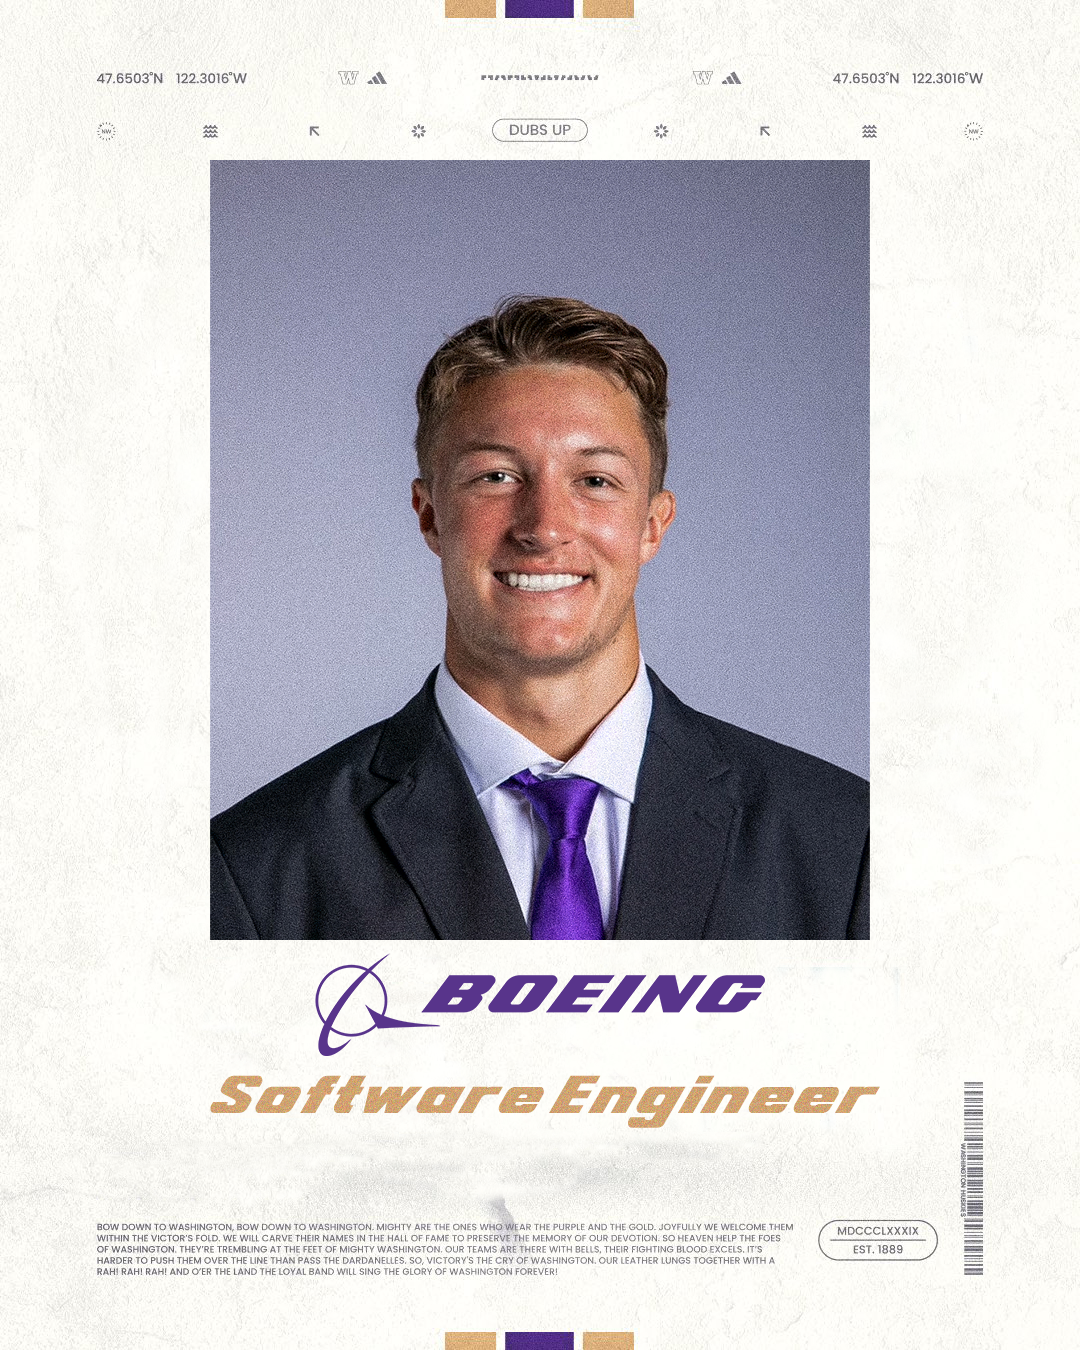 47.6503°N 122.3016°W W W 47.6503°N 122.3016°W
NW DUBS UP NW
BOEING
Software Engineer
WASHINGTON HUSKIES
BOW DOWN TO WASHINGTON, BOW DOWN TO WASHINGTON. MIGHTY ARE THE ONES WHO WEAR THE PURPLE AND THE GOLD. JOYFULLY WE WELCOME THEM
WITHIN THE VICTOR'S FOLD. WE WILL CARVE THEIR NAMES IN THE HALL OF FAME TO PRESERVE THE MEMORY OF OUR DEVOTION. SO HEAVEN HELP THE FOES
OF WASHINGTON. THEY'RE TREMBLING AT THE FEET OF MIGHTY WASHINGTON. OUR TEAMS ARE THERE WITH BELLS, THEIR FIGHTING BLOOD EXCELS. IT'S
HARDER TO PUSH THEM OVER THE LINE THAN PASS THE DARDANELLES. SO, VICTORY'S THE CRY OF WASHINGTON. OUR LEATHER LUNGS TOGETHER WITH A
RAH! RAH! RAH! AND O'ER THE LAND THE LOYAL BAND WILL SING THE GLORY OF WASHINGTON FOREVER!
MDCCCLXXXIX
EST. 1889